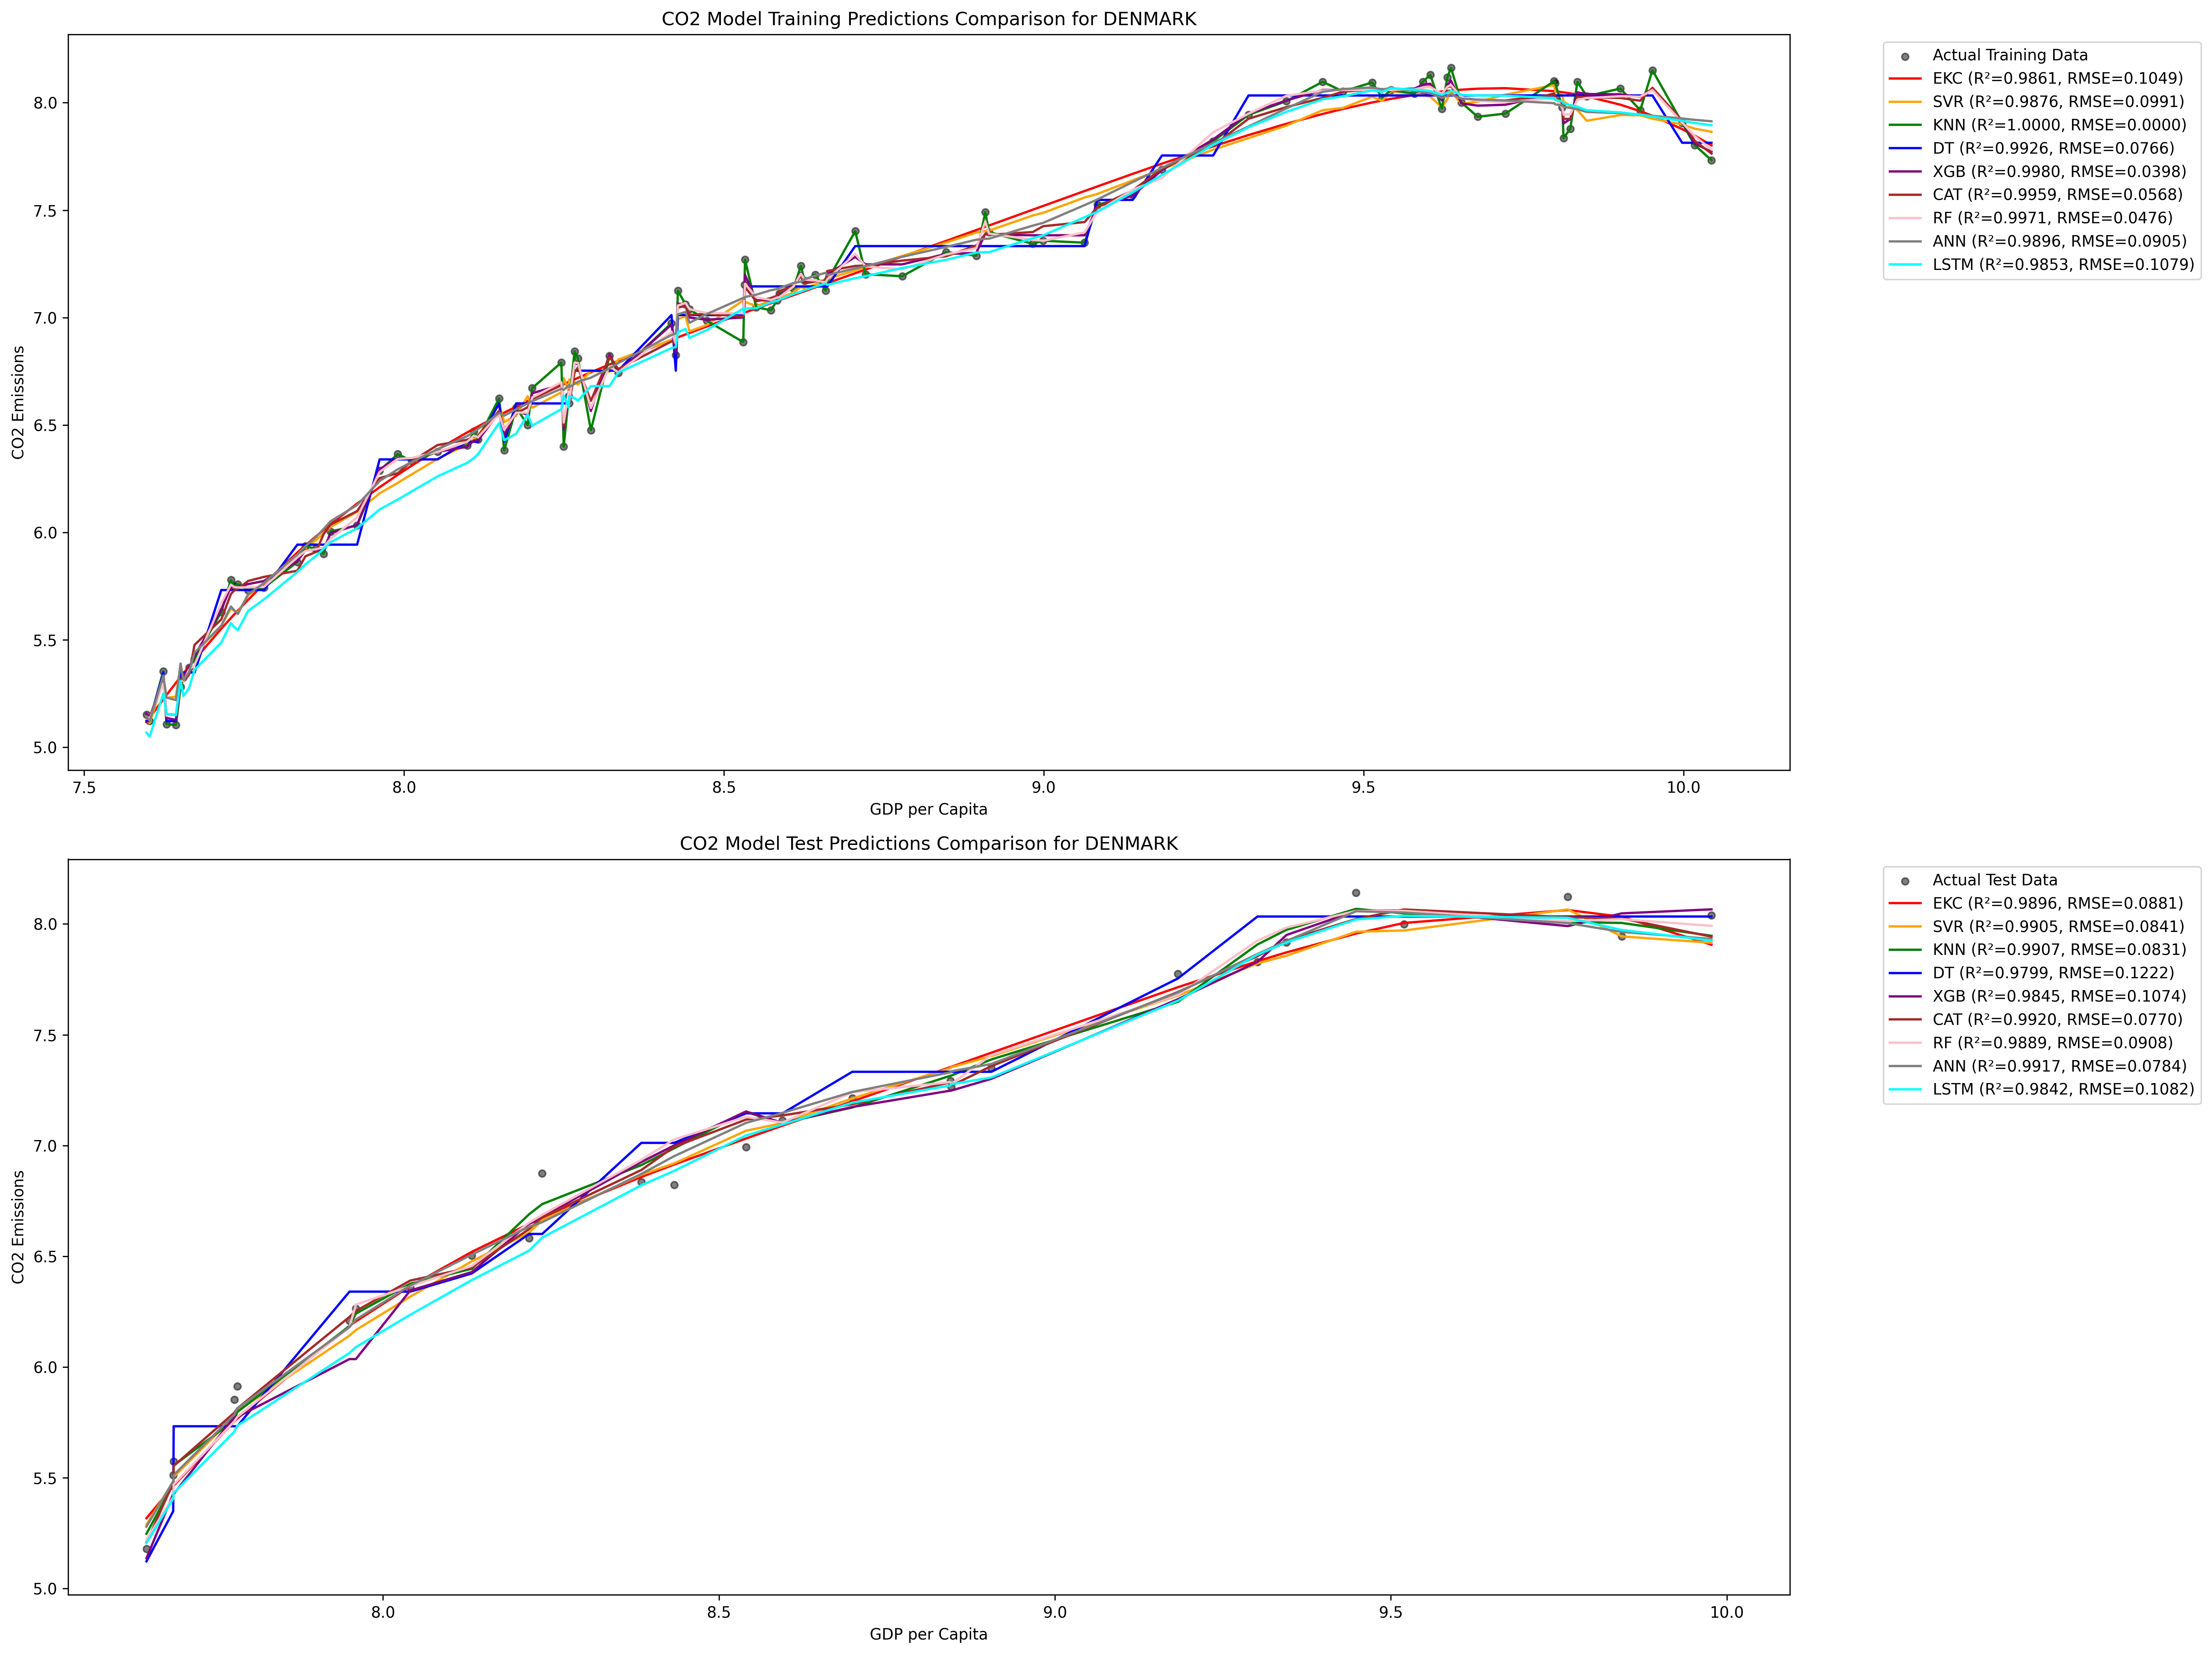 CO2 Model Training Predictions Comparison for DENMARK
8.0
7.5
7.0
6.5
6.0
5.5
5.0
CO2 Emissions
7.5 8.0 8.5 9.0 9.5 10.0
GDP per Capita
Actual Training Data
EKC (R²=0.9861, RMSE=0.1049)
SVR (R²=0.9876, RMSE=0.0991)
KNN (R²=1.0000, RMSE=0.0000)
DT (R²=0.9926, RMSE=0.0766)
XGB (R²=0.9980, RMSE=0.0398)
CAT (R²=0.9959, RMSE=0.0568)
RF (R²=0.9971, RMSE=0.0476)
ANN (R²=0.9896, RMSE=0.0905)
LSTM (R²=0.9853, RMSE=0.1079)
CO2 Model Test Predictions Comparison for DENMARK
8.0
7.5
7.0
6.5
6.0
5.5
5.0
CO2 Emissions
8.0 8.5 9.0 9.5 10.0
GDP per Capita
Actual Test Data
EKC (R²=0.9896, RMSE=0.0881)
SVR (R²=0.9905, RMSE=0.0841)
KNN (R²=0.9907, RMSE=0.0831)
DT (R²=0.9799, RMSE=0.1222)
XGB (R²=0.9845, RMSE=0.1074)
CAT (R²=0.9920, RMSE=0.0770)
RF (R²=0.9889, RMSE=0.0908)
ANN (R²=0.9917, RMSE=0.0784)
LSTM (R²=0.9842, RMSE=0.1082)